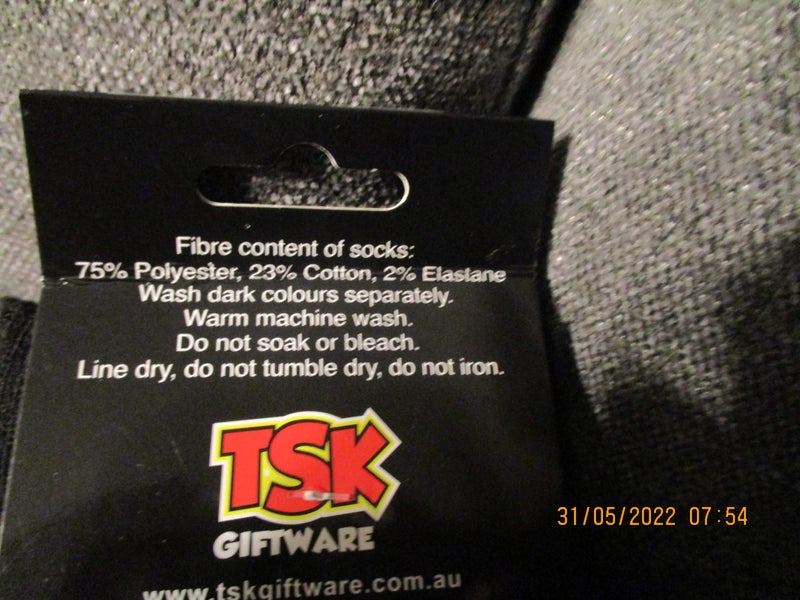 Fibre content of socks:
75% Polyester, 23% Cotton, 2% Elastane
Wash dark colours separately.
Warm machine wash.
Do not soak or bleach.
Line dry, do not tumble dry, do not iron.
TSK
GIFTWARE
www.tskgiftware.com.au
31/05/2022 07:54